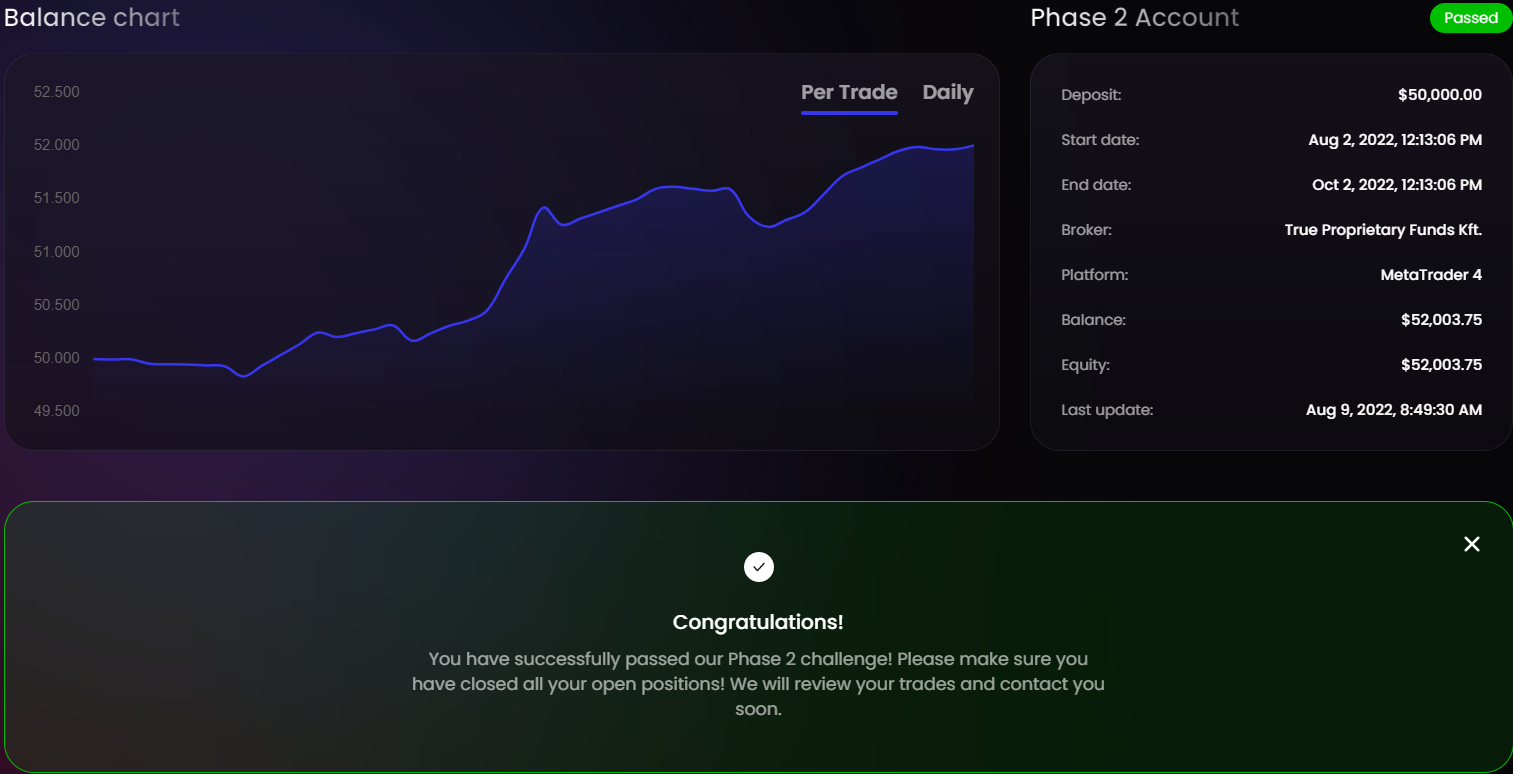 Balance chart
52.500
52.000
51.500
51.000
50.500
50.000
49.500
Per Trade Daily
Phase 2 Account
Passed
Deposit: $50,000.00
Start date: Aug 2, 2022, 12:13:06 PM
End date: Oct 2, 2022, 12:13:06 PM
Broker: True Proprietary Funds Kft.
Platform: MetaTrader 4
Balance: $52,003.75
Equity: $52,003.75
Last update: Aug 9, 2022, 8:49:30 AM
Congratulations!
You have successfully passed our Phase 2 challenge! Please make sure you
have closed all your open positions! We will review your trades and contact you
soon.